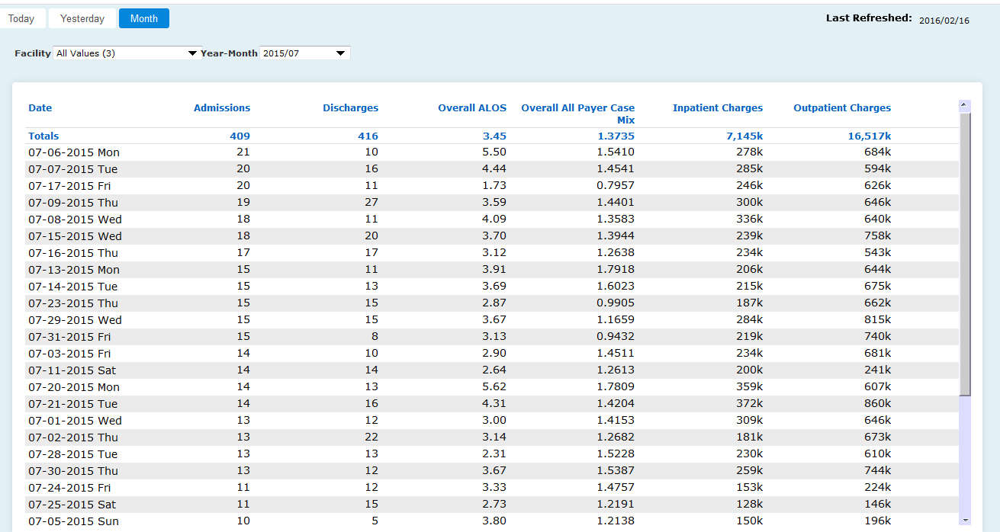 Today Yesterday Month Last Refreshed: 2016/02/16
Facility All Values (3) Year-Month 2015/07
Date Admissions Discharges Overall ALOS Overall All Payer Case Inpatient Charges Outpatient Charges
Mix
Totals 409 416 3.45 1.3735 7,145k 16,517k
07-06-2015 Mon 21 10 5.50 1.5410 278k 684k
07-07-2015 Tue 20 16 4.44 1.4541 285k 594k
07-17-2015 Fri 20 11 1.73 0.7957 246k 626k
07-09-2015 Thu 19 27 3.59 1.4401 300k 646k
07-08-2015 Wed 18 11 4.09 1.3583 336k 640k
07-15-2015 Wed 18 20 3.70 1.3944 239k 758k
07-16-2015 Thu 17 17 3.12 1.2638 234k 543k
07-13-2015 Mon 15 11 3.91 1.7918 206k 644k
07-14-2015 Tue 15 13 3.69 1.6023 215k 675k
07-23-2015 Thu 15 15 2.87 0.9905 187k 662k
07-29-2015 Wed 15 15 3.67 1.1659 284k 815k
07-31-2015 Fri 15 8 3.13 0.9432 219k 740k
07-03-2015 Fri 14 10 2.90 1.4511 234k 681k
07-11-2015 Sat 14 14 2.64 1.2613 200k 241k
07-20-2015 Mon 14 13 5.62 1.7809 359k 607k
07-21-2015 Tue 14 16 4.31 1.4204 372k 860k
07-01-2015 Wed 13 12 3.00 1.4153 309k 646k
07-02-2015 Thu 13 22 3.14 1.2682 181k 673k
07-28-2015 Tue 13 13 2.31 1.5228 230k 610k
07-30-2015 Thu 13 12 3.67 1.5387 259k 744k
07-24-2015 Fri 11 12 3.33 1.4757 153k 224k
07-25-2015 Sat 11 15 2.73 1.2191 128k 146k
07-05-2015 Sun 10 5 3.80 1.2138 150k 196k